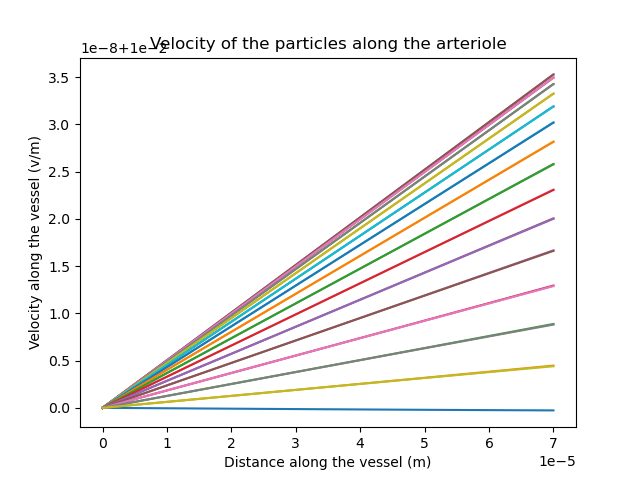 Velocity of the particles along the arteriole
1e−8+1e−2
3.5
3.0
2.5
2.0
1.5
1.0
0.5
0.0
Velocity along the vessel (v/m)
0 1 2 3 4 5 6 7
1e−5
Distance along the vessel (m)